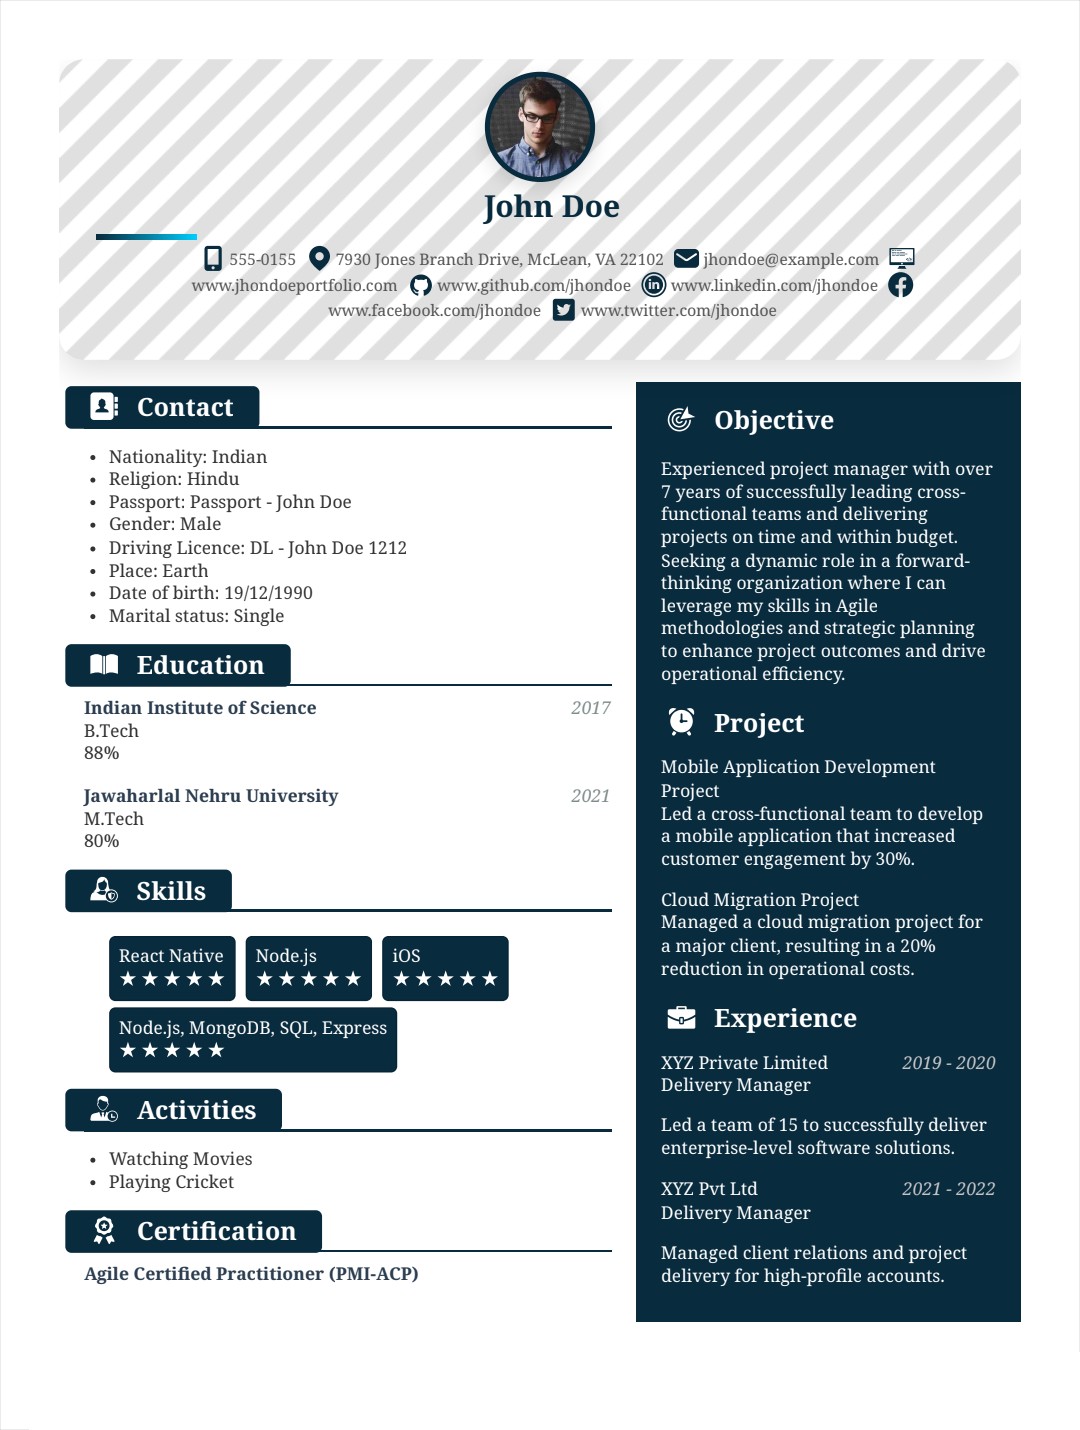 John Doe
555-0155 7930 Jones Branch Drive, McLean, VA 22102 jhondoe@example.com
www.jhondoeportfolio.com www.github.com/jhondoe www.linkedin.com/jhondoe
www.facebook.com/jhondoe www.twitter.com/jhondoe
Contact
• Nationality: Indian
• Religion: Hindu
• Passport: Passport - John Doe
• Gender: Male
• Driving Licence: DL - John Doe 1212
• Place: Earth
• Date of birth: 19/12/1990
• Marital status: Single
Education
Indian Institute of Science 2017
B.Tech
88%
Jawaharlal Nehru University 2021
M.Tech
80%
Skills
React Native Node.js iOS
★★★★★ ★★★★★ ★★★★★
Node.js, MongoDB, SQL, Express
★★★★★
Activities
• Watching Movies
• Playing Cricket
Certification
Agile Certified Practitioner (PMI-ACP)
Objective
Experienced project manager with over
7 years of successfully leading cross-
functional teams and delivering
projects on time and within budget.
Seeking a dynamic role in a forward-
thinking organization where I can
leverage my skills in Agile
methodologies and strategic planning
to enhance project outcomes and drive
operational efficiency.
Project
Mobile Application Development
Project
Led a cross-functional team to develop
a mobile application that increased
customer engagement by 30%.
Cloud Migration Project
Managed a cloud migration project for
a major client, resulting in a 20%
reduction in operational costs.
Experience
XYZ Private Limited 2019 - 2020
Delivery Manager
Led a team of 15 to successfully deliver
enterprise-level software solutions.
XYZ Pvt Ltd 2021 - 2022
Delivery Manager
Managed client relations and project
delivery for high-profile accounts.